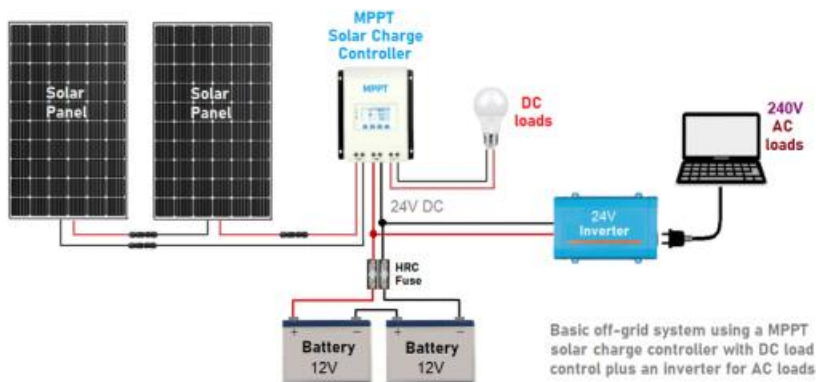 MPPT
Solar Charge
Controller
Solar
Panel
Solar
Panel
MPPT
DC
loads
240V
AC
loads
24V DC
24V
Inverter
HRC
Fuse
+
−
+
−
Battery
12V
Battery
12V
Basic off-grid system using a MPPT
solar charge controller with DC load
control plus an inverter for AC loads